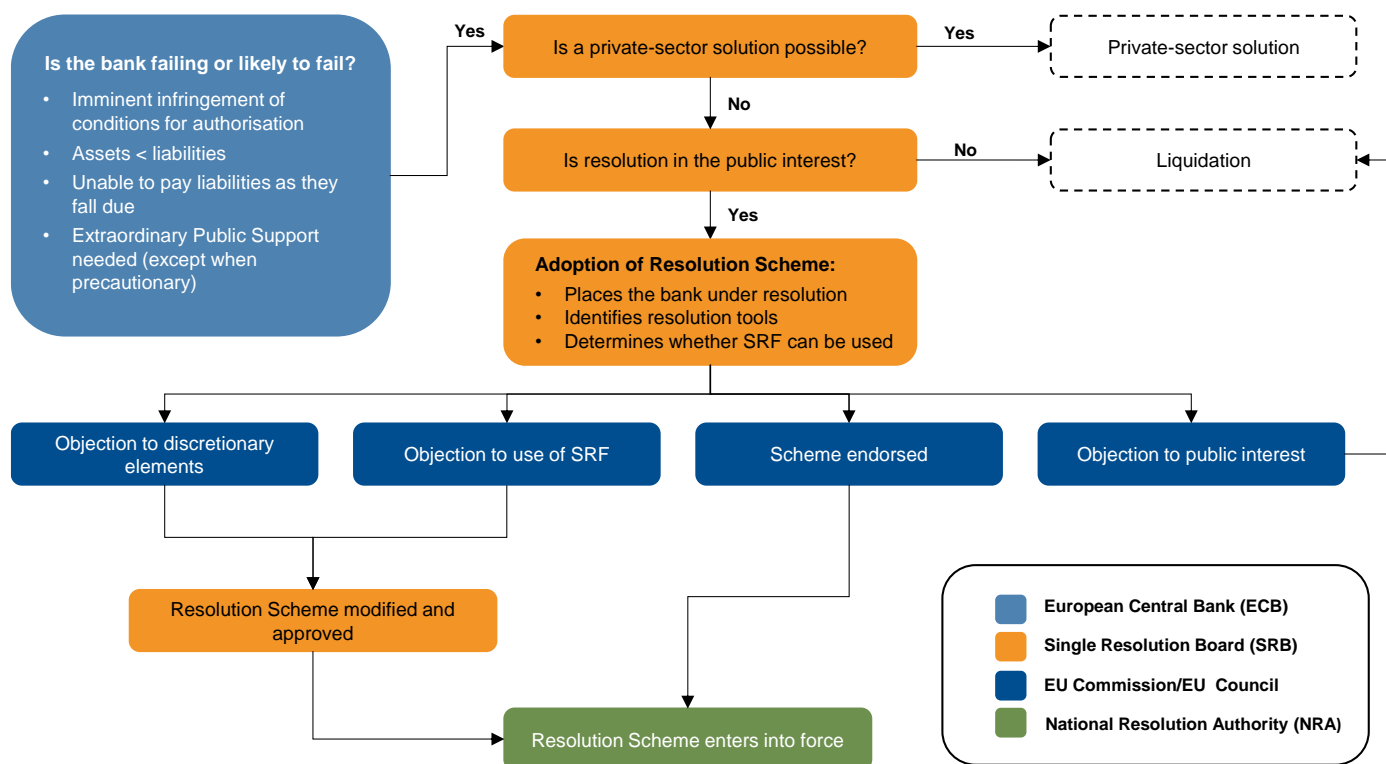 Is the bank failing or likely to fail?
• Imminent infringement of
conditions for authorisation
• Assets < liabilities
• Unable to pay liabilities as they
fall due
• Extraordinary Public Support
needed (except when
precautionary)
Yes
Is a private-sector solution possible?
Yes
Private-sector solution
No
Is resolution in the public interest?
No
Liquidation
Yes
Adoption of Resolution Scheme:
• Places the bank under resolution
• Identifies resolution tools
• Determines whether SRF can be used
Objection to discretionary
elements
Objection to use of SRF
Scheme endorsed
Objection to public interest
Resolution Scheme modified and
approved
Resolution Scheme enters into force
European Central Bank (ECB)
Single Resolution Board (SRB)
EU Commission/EU Council
National Resolution Authority (NRA)